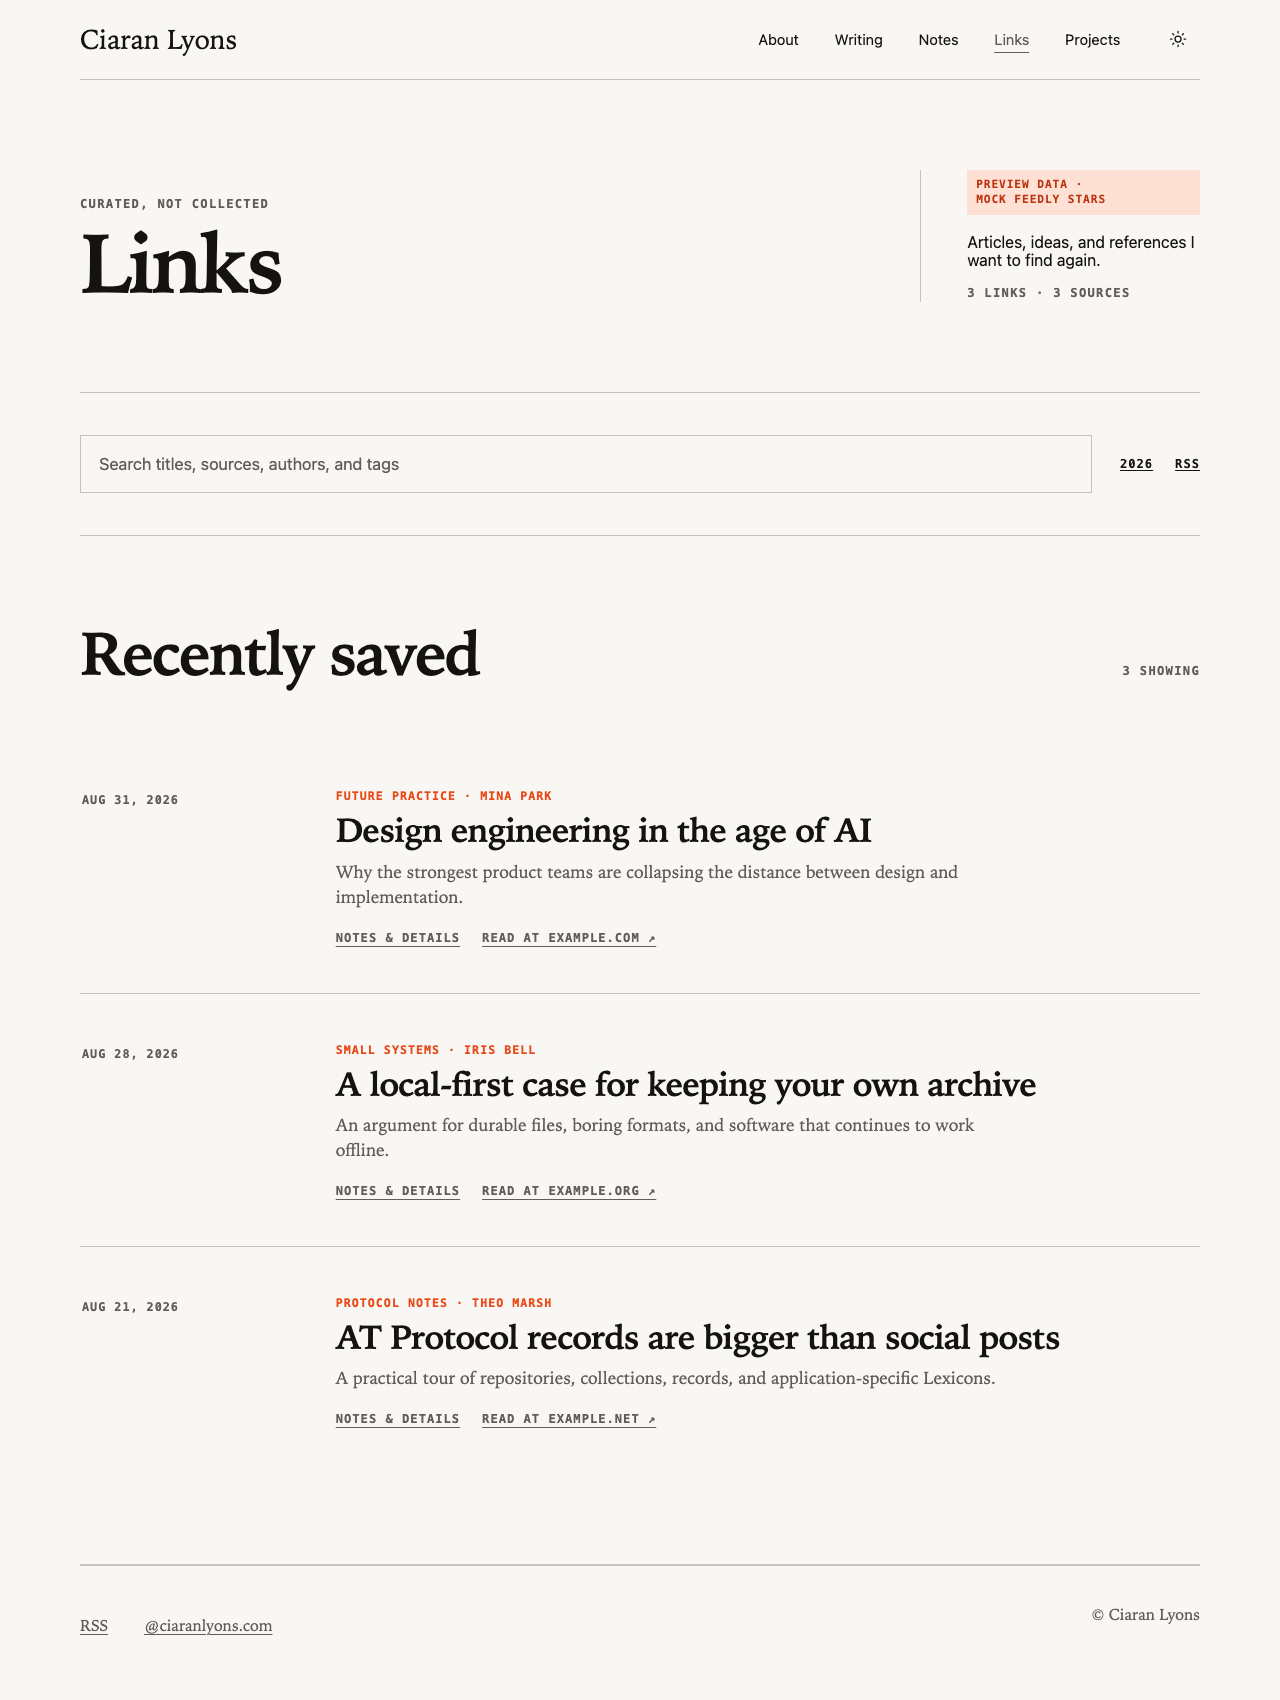 Ciaran Lyons
About Writing Notes Links Projects
CURATED, NOT COLLECTED
Links
PREVIEW DATA ·
MOCK FEEDLY STARS
Articles, ideas, and references I
want to find again.
3 LINKS · 3 SOURCES
Search titles, sources, authors, and tags
2026 RSS
Recently saved
3 SHOWING
AUG 31, 2026
FUTURE PRACTICE · MINA PARK
Design engineering in the age of AI
Why the strongest product teams are collapsing the distance between design and
implementation.
NOTES & DETAILS READ AT EXAMPLE.COM ↗
AUG 28, 2026
SMALL SYSTEMS · IRIS BELL
A local-first case for keeping your own archive
An argument for durable files, boring formats, and software that continues to work
offline.
NOTES & DETAILS READ AT EXAMPLE.ORG ↗
AUG 21, 2026
PROTOCOL NOTES · THEO MARSH
AT Protocol records are bigger than social posts
A practical tour of repositories, collections, records, and application-specific Lexicons.
NOTES & DETAILS READ AT EXAMPLE.NET ↗
RSS @ciaranlyons.com
© Ciaran Lyons